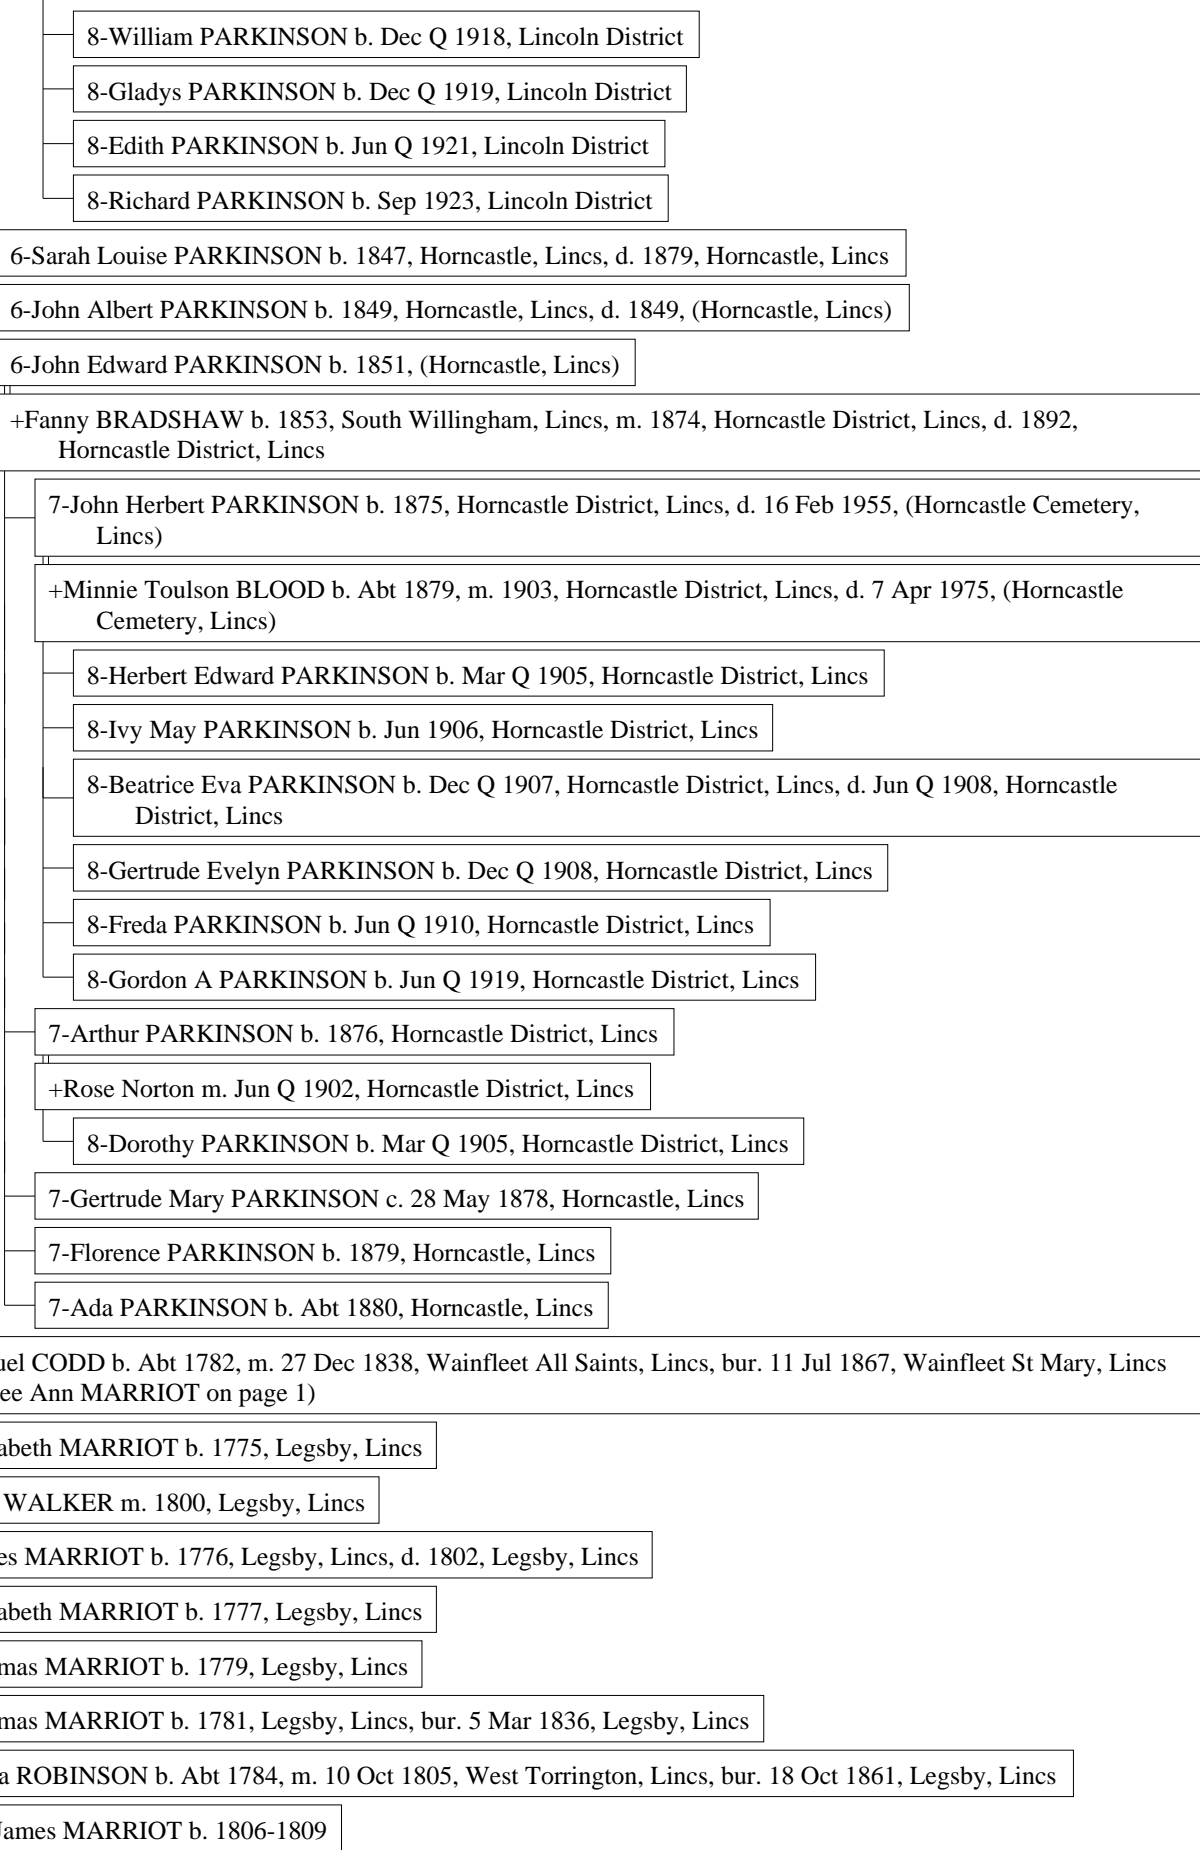 8-William PARKINSON b. Dec Q 1918, Lincoln District
8-Gladys PARKINSON b. Dec Q 1919, Lincoln District
8-Edith PARKINSON b. Jun Q 1921, Lincoln District
8-Richard PARKINSON b. Sep 1923, Lincoln District
6-Sarah Louise PARKINSON b. 1847, Horncastle, Lincs, d. 1879, Horncastle, Lincs
6-John Albert PARKINSON b. 1849, Horncastle, Lincs, d. 1849, (Horncastle, Lincs)
6-John Edward PARKINSON b. 1851, (Horncastle, Lincs)
+Fanny BRADSHAW b. 1853, South Willingham, Lincs, m. 1874, Horncastle District, Lincs, d. 1892,
Horncastle District, Lincs
7-John Herbert PARKINSON b. 1875, Horncastle District, Lincs, d. 16 Feb 1955, (Horncastle Cemetery,
Lincs)
+Minnie Toulson BLOOD b. Abt 1879, m. 1903, Horncastle District, Lincs, d. 7 Apr 1975, (Horncastle
Cemetery, Lincs)
8-Herbert Edward PARKINSON b. Mar Q 1905, Horncastle District, Lincs
8-Ivy May PARKINSON b. Jun 1906, Horncastle District, Lincs
8-Beatrice Eva PARKINSON b. Dec Q 1907, Horncastle District, Lincs, d. Jun Q 1908, Horncastle
District, Lincs
8-Gertrude Evelyn PARKINSON b. Dec Q 1908, Horncastle District, Lincs
8-Freda PARKINSON b. Jun Q 1910, Horncastle District, Lincs
8-Gordon A PARKINSON b. Jun Q 1919, Horncastle District, Lincs
7-Arthur PARKINSON b. 1876, Horncastle District, Lincs
+Rose Norton m. Jun Q 1902, Horncastle District, Lincs
8-Dorothy PARKINSON b. Mar Q 1905, Horncastle District, Lincs
7-Gertrude Mary PARKINSON c. 28 May 1878, Horncastle, Lincs
7-Florence PARKINSON b. 1879, Horncastle, Lincs
7-Ada PARKINSON b. Abt 1880, Horncastle, Lincs
uel CODD b. Abt 1782, m. 27 Dec 1838, Wainfleet All Saints, Lincs, bur. 11 Jul 1867, Wainfleet St Mary, Lincs
ee Ann MARRIOT on page 1)
abeth MARRIOT b. 1775, Legsby, Lincs
WALKER m. 1800, Legsby, Lincs
es MARRIOT b. 1776, Legsby, Lincs, d. 1802, Legsby, Lincs
abeth MARRIOT b. 1777, Legsby, Lincs
mas MARRIOT b. 1779, Legsby, Lincs
mas MARRIOT b. 1781, Legsby, Lincs, bur. 5 Mar 1836, Legsby, Lincs
a ROBINSON b. Abt 1784, m. 10 Oct 1805, West Torrington, Lincs, bur. 18 Oct 1861, Legsby, Lincs
James MARRIOT b. 1806-1809